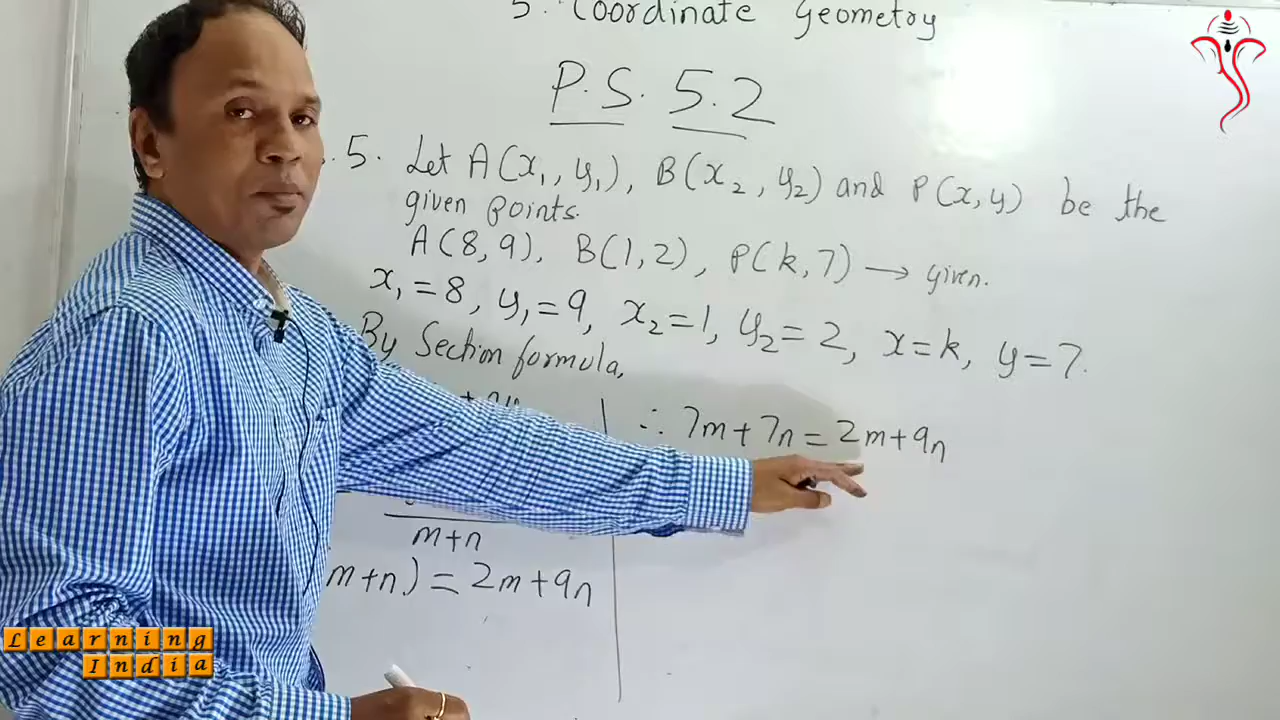 5. Coordinate Geometry
P.S. 5.2
5. Let A(x₁, y₁), B(x₂, y₂) and P(x, y) be the
given points.
A(8, 9), B(1, 2), P(k, 7) → given.
x₁ = 8, y₁ = 9, x₂ = 1, y₂ = 2, x = k, y = 7.
By Section formula,
m+n
m+n) = 2m+9n
∴ 7m + 7n = 2m + 9n
Learning
India